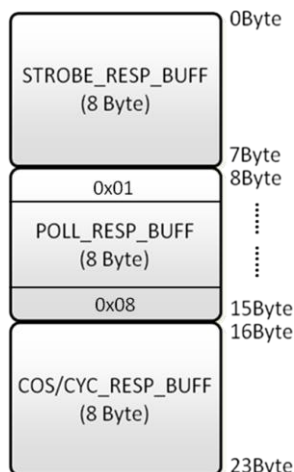 0Byte
STROBE_RESP_BUFF
(8 Byte)
7Byte
8Byte
0x01
POLL_RESP_BUFF
(8 Byte)
0x08
15Byte
16Byte
COS/CYC_RESP_BUFF
(8 Byte)
23Byte